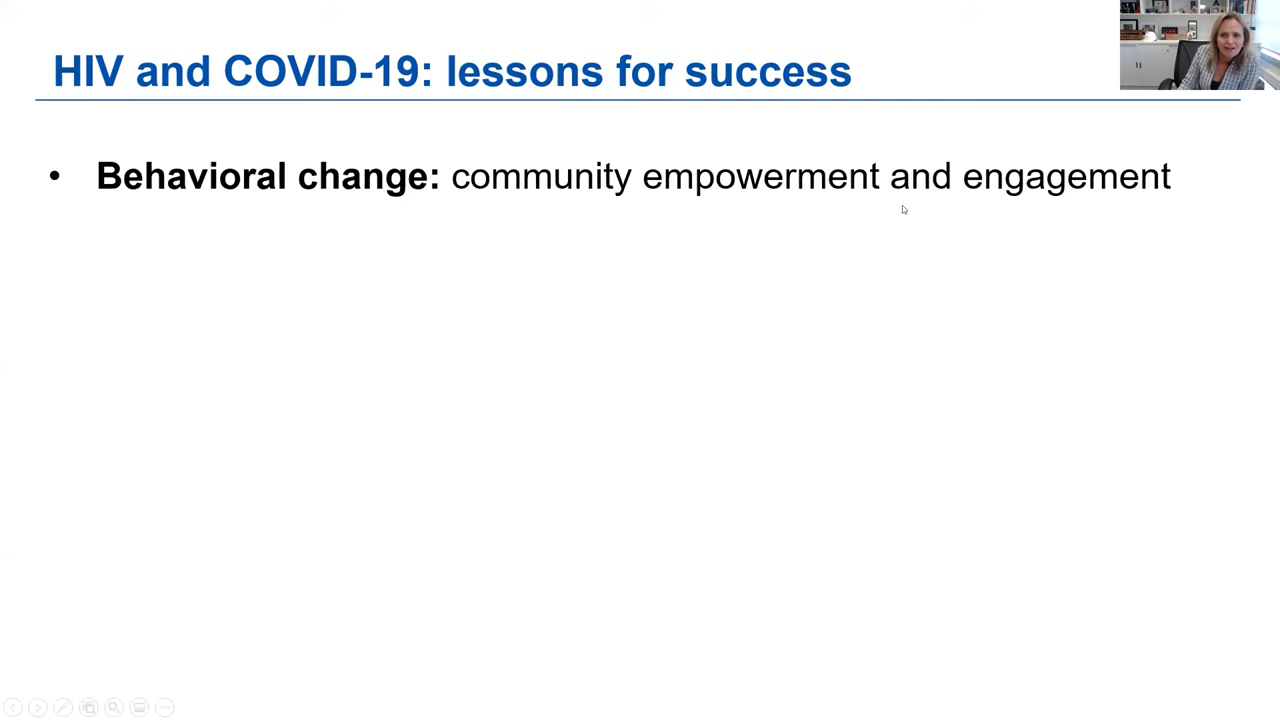 HIV and COVID-19: lessons for success
• Behavioral change: community empowerment and engagement